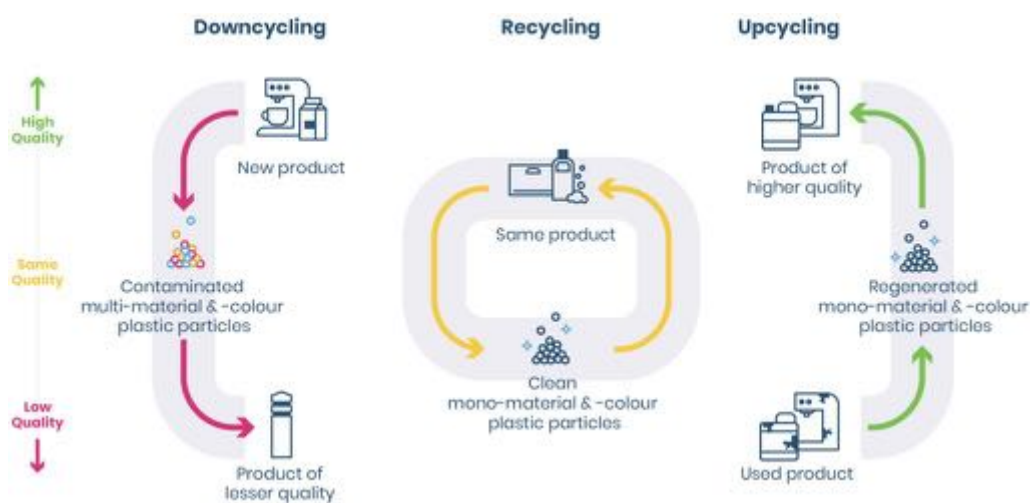 Downcycling
Recycling
Upcycling
High
Quality
Same
Quality
Low
Quality
New product
Contaminated
multi-material & -colour
plastic particles
Product of
lesser quality
Same product
Clean
mono-material & -colour
plastic particles
Product of
higher quality
Regenerated
mono-material & -colour
plastic particles
Used product